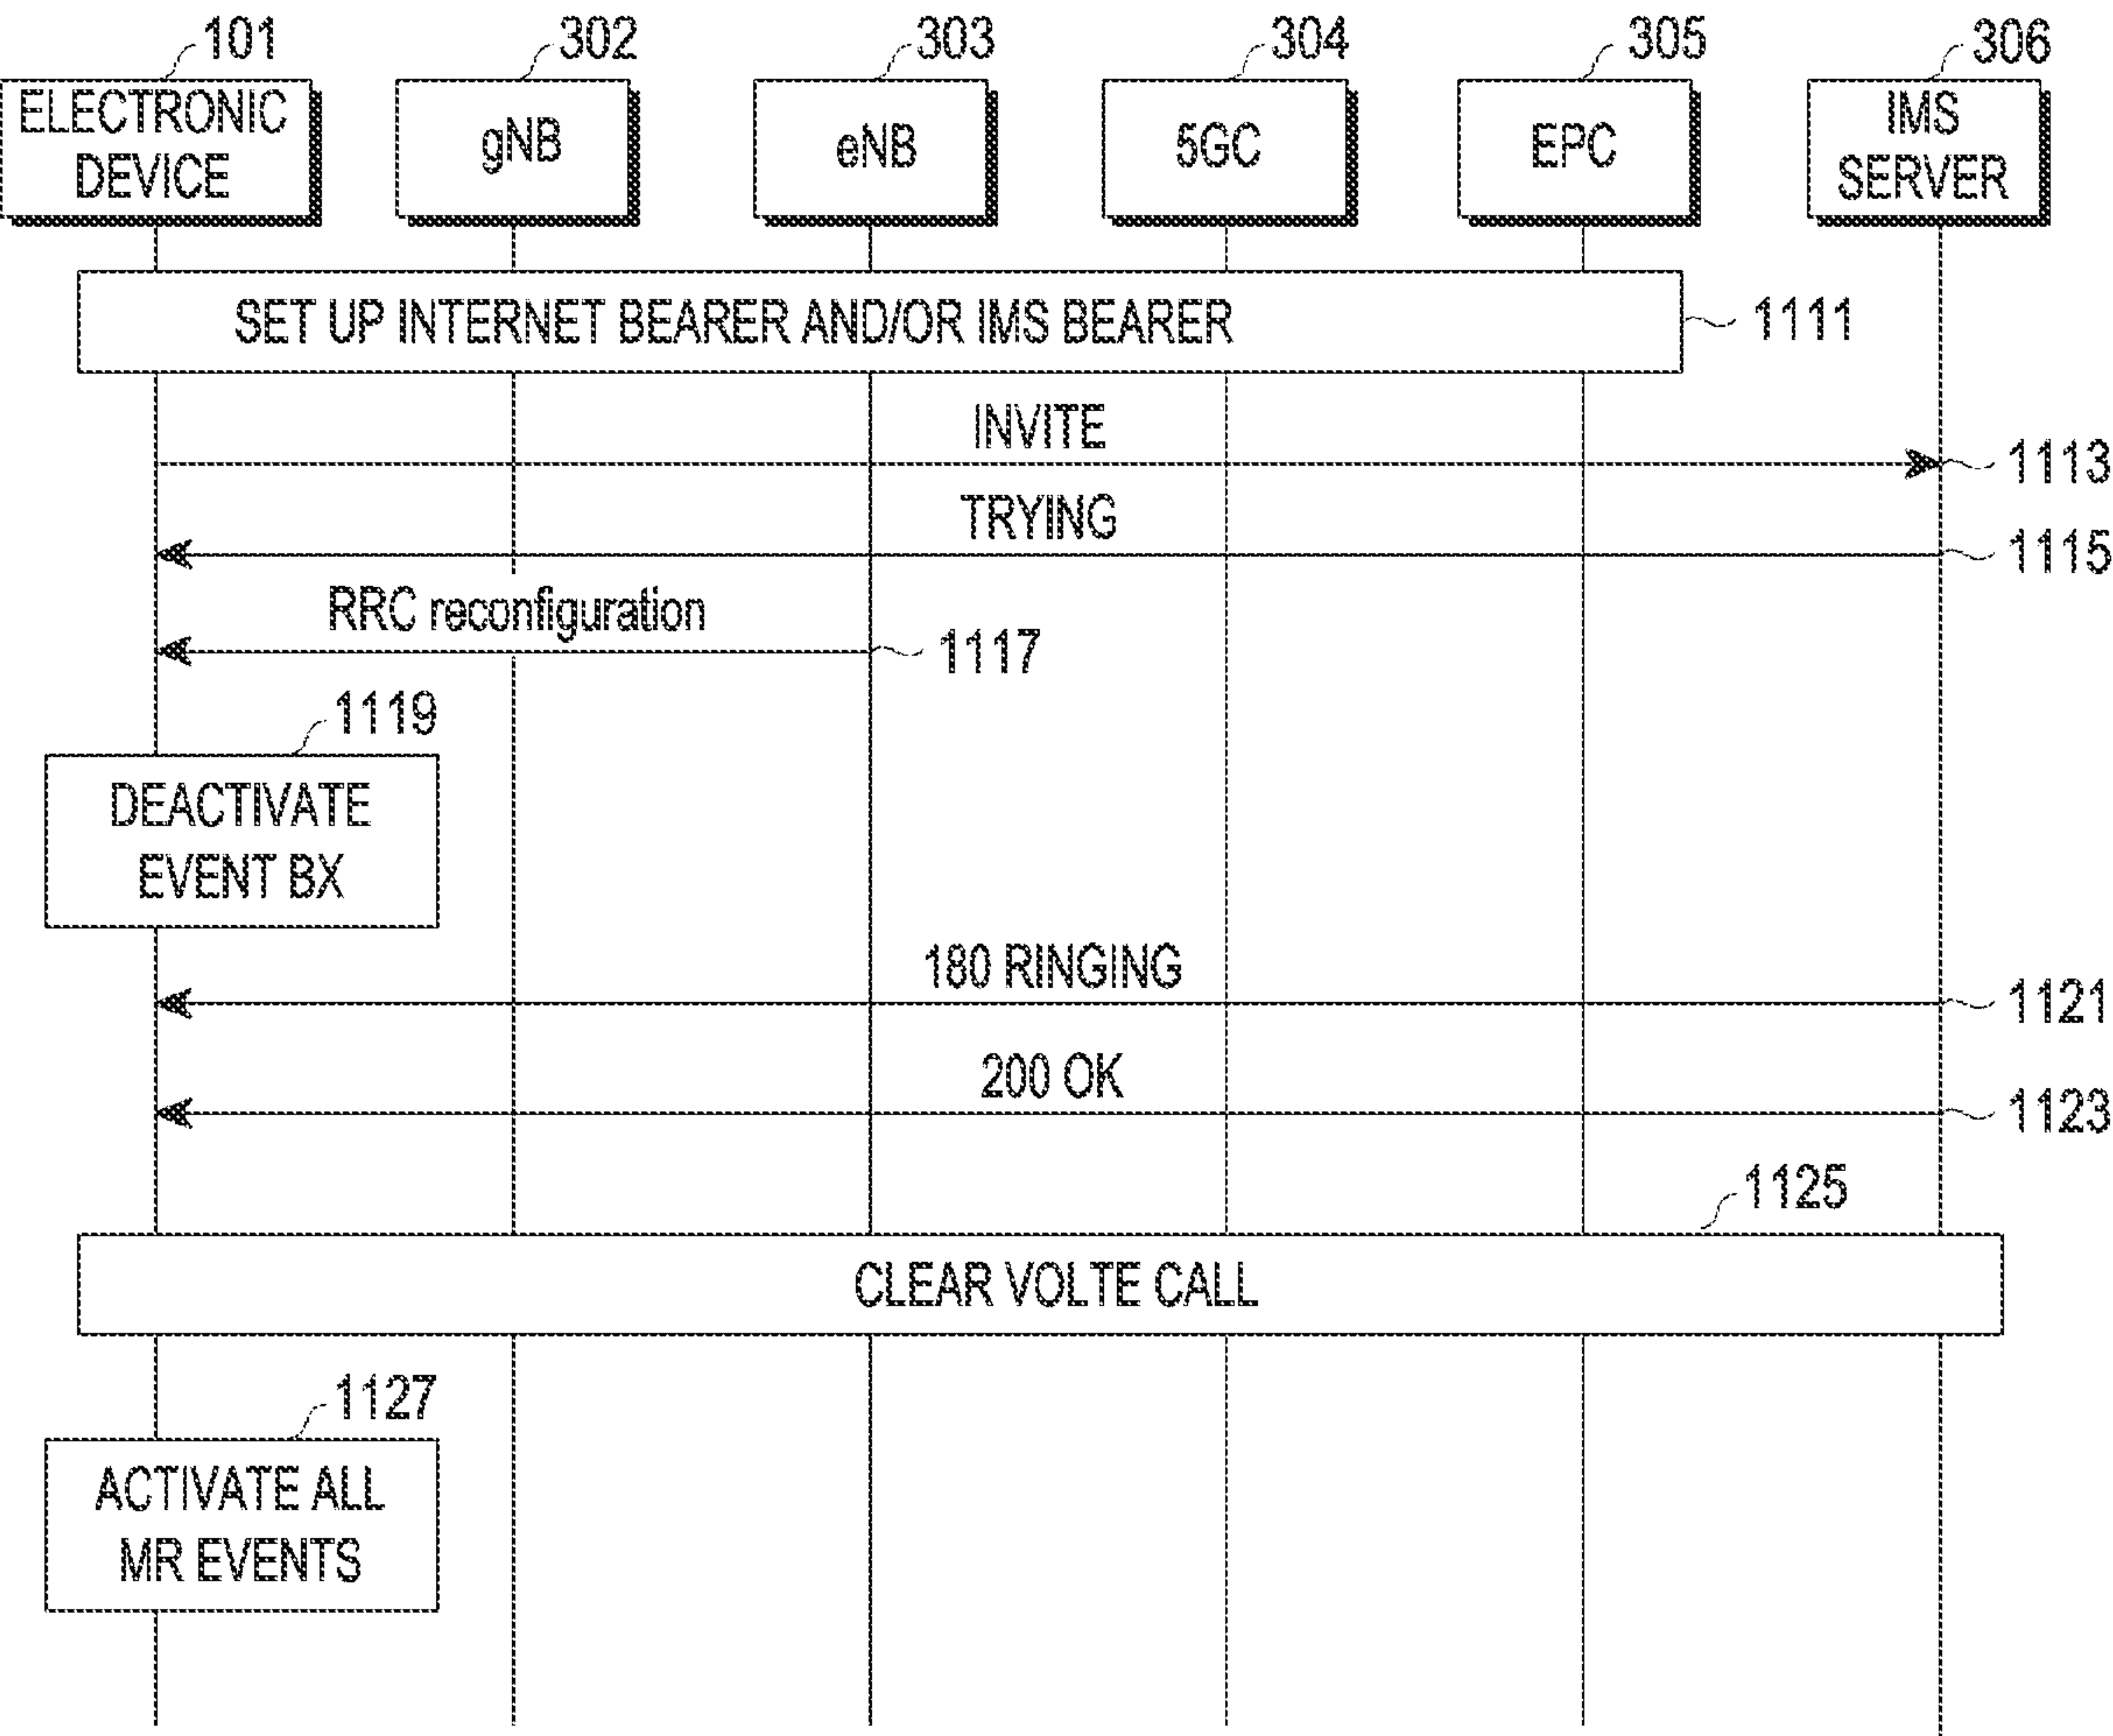 101
302
303
304
305
306
ELECTRONIC
DEVICE
gNB
eNB
5GC
EPC
IMS
SERVER
SET UP INTERNET BEARER AND/OR IMS BEARER
1111
INVITE
1113
TRYING
1115
RRC reconfiguration
1117
1119
DEACTIVATE
EVENT BX
180 RINGING
1121
200 OK
1123
1125
CLEAR VOLTE CALL
1127
ACTIVATE ALL
MR EVENTS